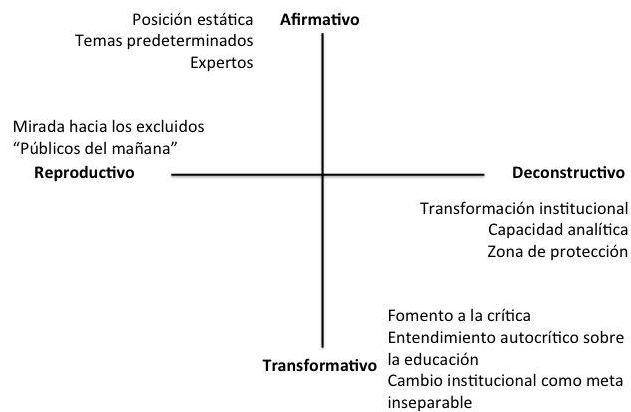 Posición estática
Temas predeterminados
Expertos
Afirmativo
Mirada hacia los excluidos
“Públicos del mañana”
Reproductivo
Deconstructivo
Transformación institucional
Capacidad analítica
Zona de protección
Fomento a la crítica
Entendimiento autocrítico sobre
la educación
Cambio institucional como meta
inseparable
Transformativo